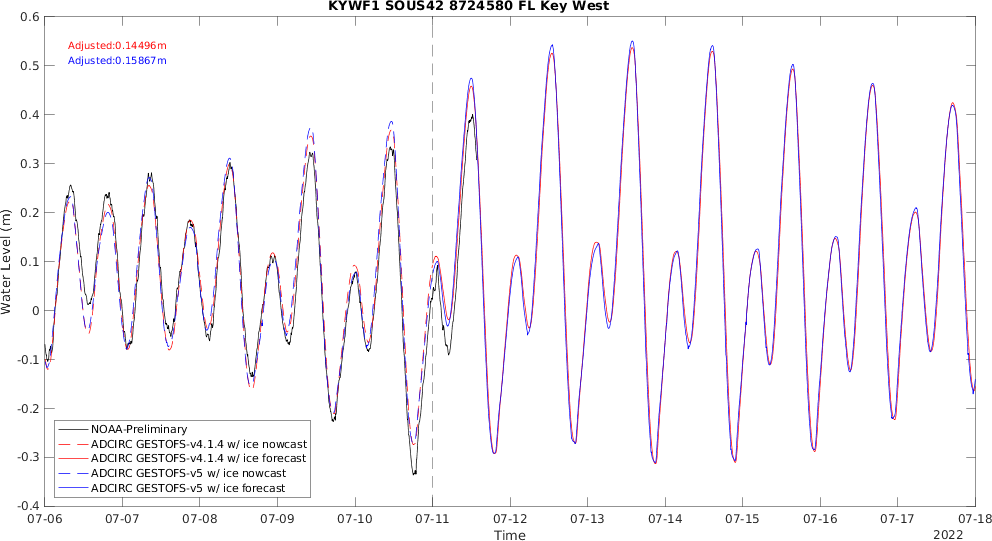 KYWF1 SOUS42 8724580 FL Key West
Adjusted:0.14496m
Adjusted:0.15867m
Water Level (m)
0.6
0.5
0.4
0.3
0.2
0.1
0
-0.1
-0.2
-0.3
-0.4
NOAA-Preliminary
ADCIRC GESTOFS-v4.1.4 w/ ice nowcast
ADCIRC GESTOFS-v4.1.4 w/ ice forecast
ADCIRC GESTOFS-v5 w/ ice nowcast
ADCIRC GESTOFS-v5 w/ ice forecast
07-06 07-07 07-08 07-09 07-10 07-11 07-12 07-13 07-14 07-15 07-16 07-17 07-18
Time
2022